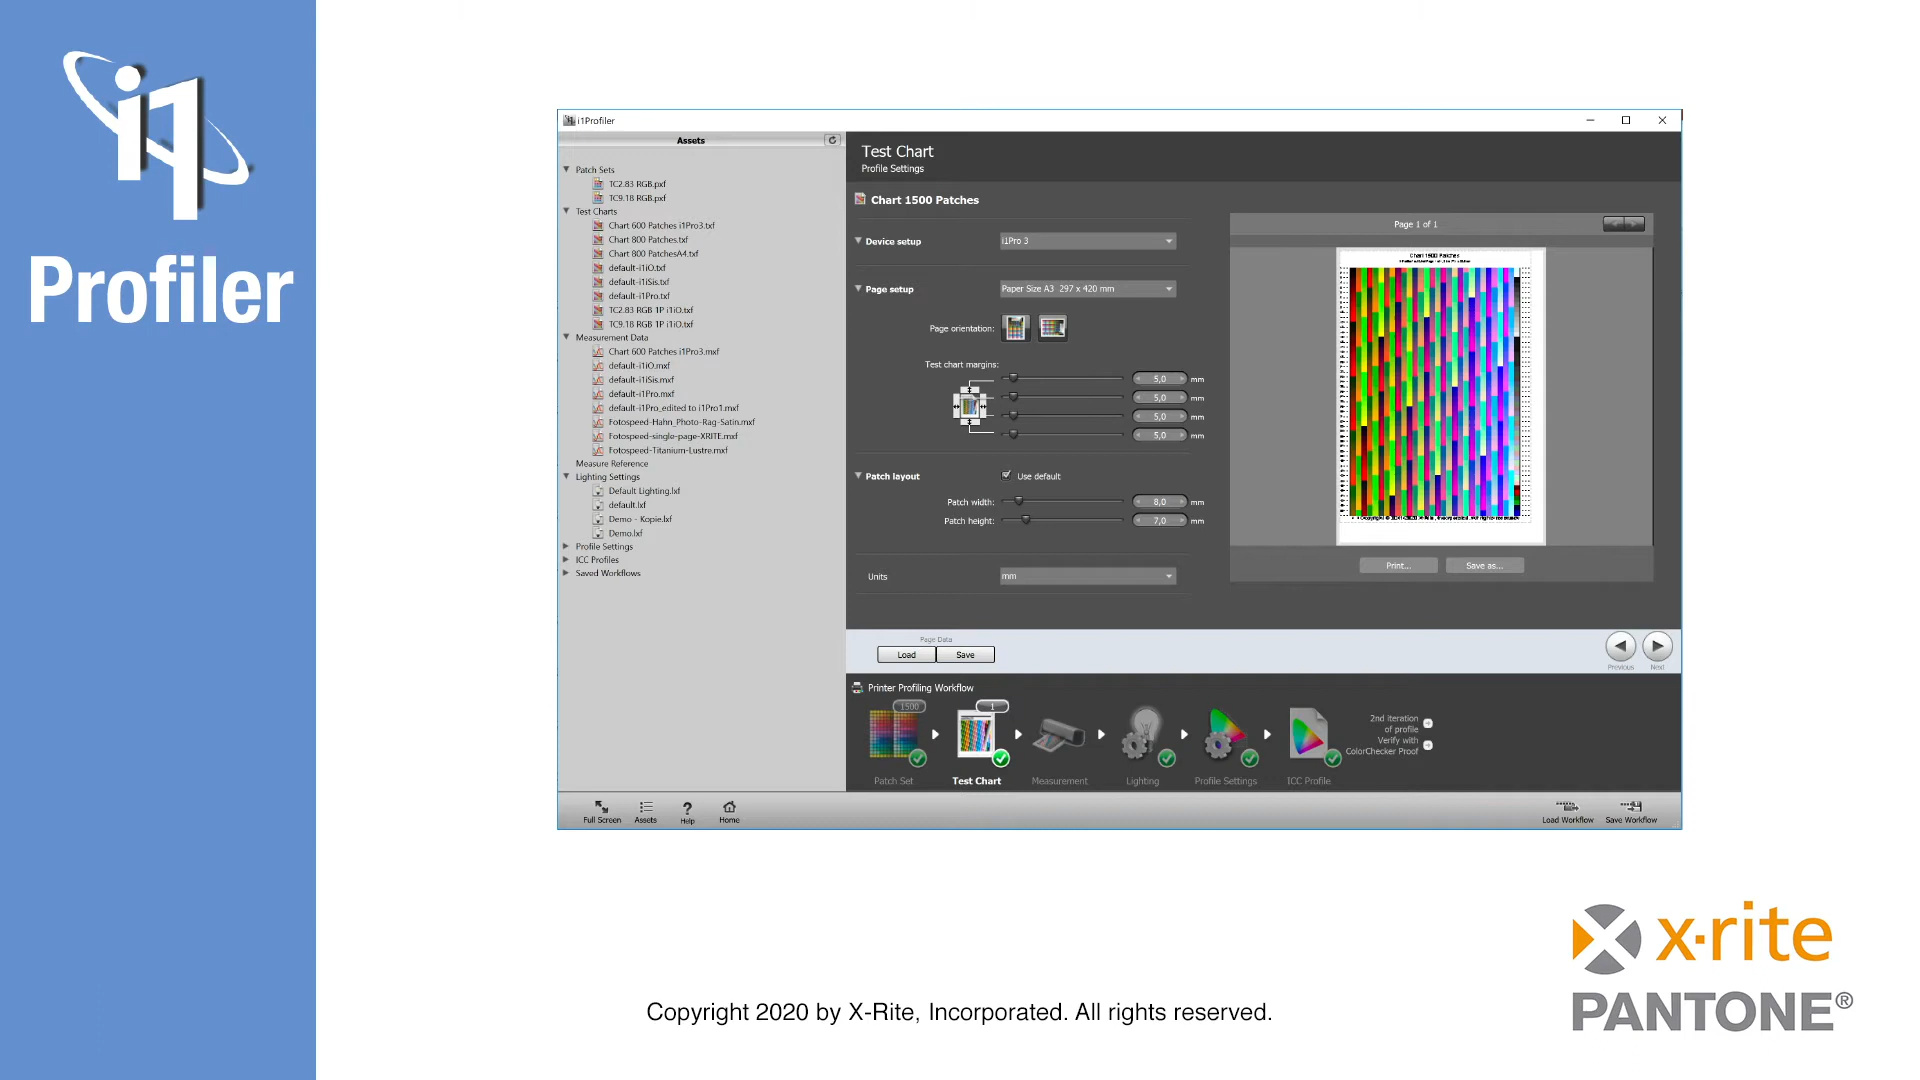 i1
Profiler
i1Profiler
Assets
Patch Sets
TC2.83 RGB.pxf
TC9.18 RGB.pxf
Test Charts
Chart 600 Patches i1Pro3.txf
Chart 800 Patches.txf
Chart 800 PatchesA4.txf
default-i1iO.txf
default-i1iSis.txf
default-i1Pro.txf
TC2.83 RGB 1P i1iO.txf
TC9.18 RGB 1P i1iO.txf
Measurement Data
Chart 600 Patches i1Pro3.mxf
default-i1iO.mxf
default-i1iSis.mxf
default-i1Pro.mxf
default-i1Pro_edited to i1Pro1.mxf
Fotospeed-Hahn_Photo-Rag-Satin.mxf
Fotospeed-single-page-XRITE.mxf
Fotospeed-Titanium-Lustre.mxf
Measure Reference
Lighting Settings
Default Lighting.lxf
default.lxf
Demo - Kopie.lxf
Demo.lxf
Profile Settings
ICC Profiles
Saved Workflows
Test Chart
Profile Settings
Chart 1500 Patches
Device setup
i1Pro 3
Page setup
Paper Size A3 297 x 420 mm
Page orientation:
Test chart margins:
5,0 mm
5,0 mm
5,0 mm
5,0 mm
Patch layout
Use default
Patch width: 8,0 mm
Patch height: 7,0 mm
Units
mm
Page 1 of 1
Chart 1500 Patches
Print...
Save as...
Page Data
Load
Save
Previous
Next
Printer Profiling Workflow
1500
1
Patch Set
Test Chart
Measurement
Lighting
Profile Settings
ICC Profile
2nd iteration
of profile
Verify with
ColorChecker Proof
Full Screen
Assets
Help
Home
Load Workflow
Save Workflow
x·rite
PANTONE®
Copyright 2020 by X-Rite, Incorporated. All rights reserved.